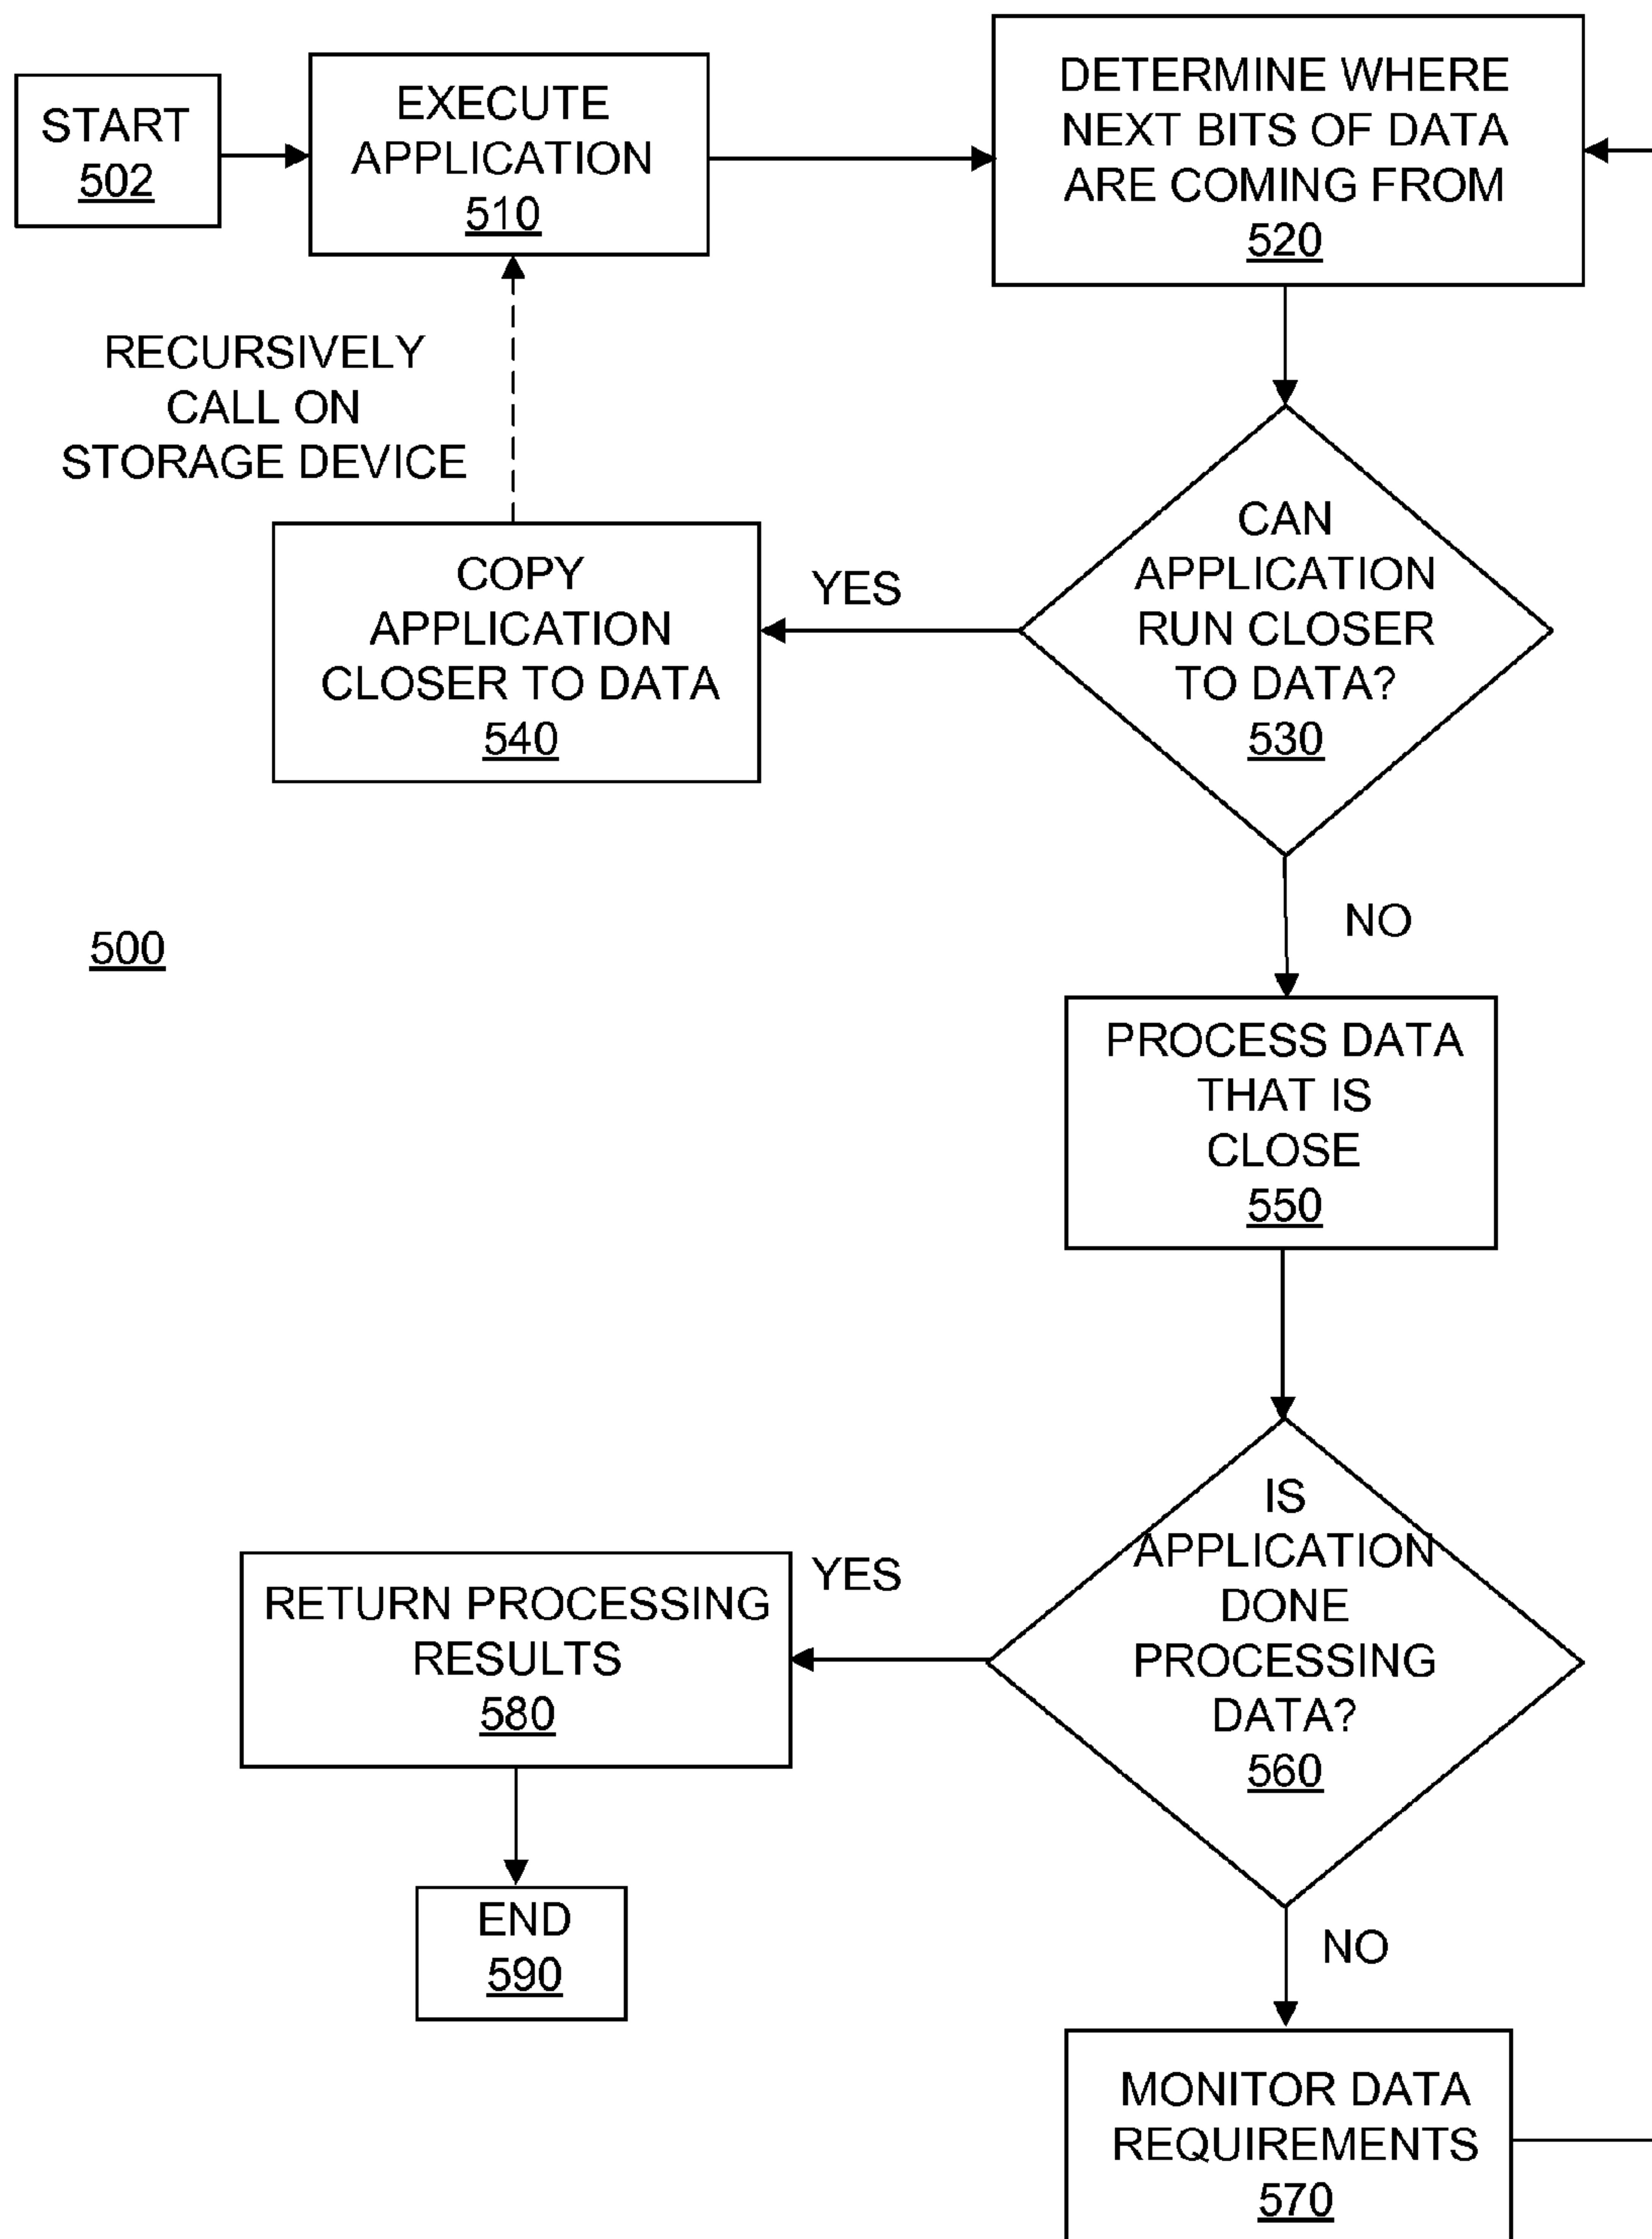 START
502
EXECUTE
APPLICATION
510
DETERMINE WHERE
NEXT BITS OF DATA
ARE COMING FROM
520
RECURSIVELY
CALL ON
STORAGE DEVICE
CAN
APPLICATION
RUN CLOSER
TO DATA?
530
YES
COPY
APPLICATION
CLOSER TO DATA
540
NO
500
PROCESS DATA
THAT IS
CLOSE
550
IS
APPLICATION
DONE
PROCESSING
DATA?
560
YES
RETURN PROCESSING
RESULTS
580
END
590
NO
MONITOR DATA
REQUIREMENTS
570